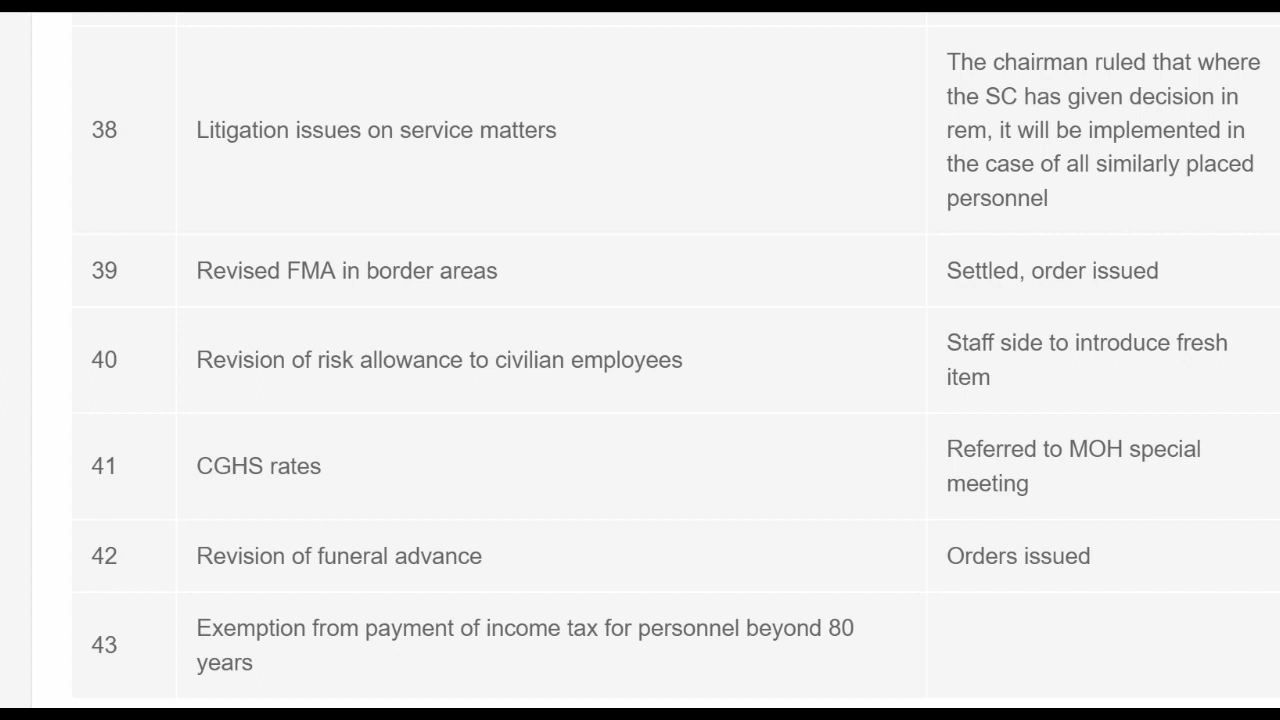 38
Litigation issues on service matters
The chairman ruled that where
the SC has given decision in
rem, it will be implemented in
the case of all similarly placed
personnel
39
Revised FMA in border areas
Settled, order issued
40
Revision of risk allowance to civilian employees
Staff side to introduce fresh
item
41
CGHS rates
Referred to MOH special
meeting
42
Revision of funeral advance
Orders issued
43
Exemption from payment of income tax for personnel beyond 80
years